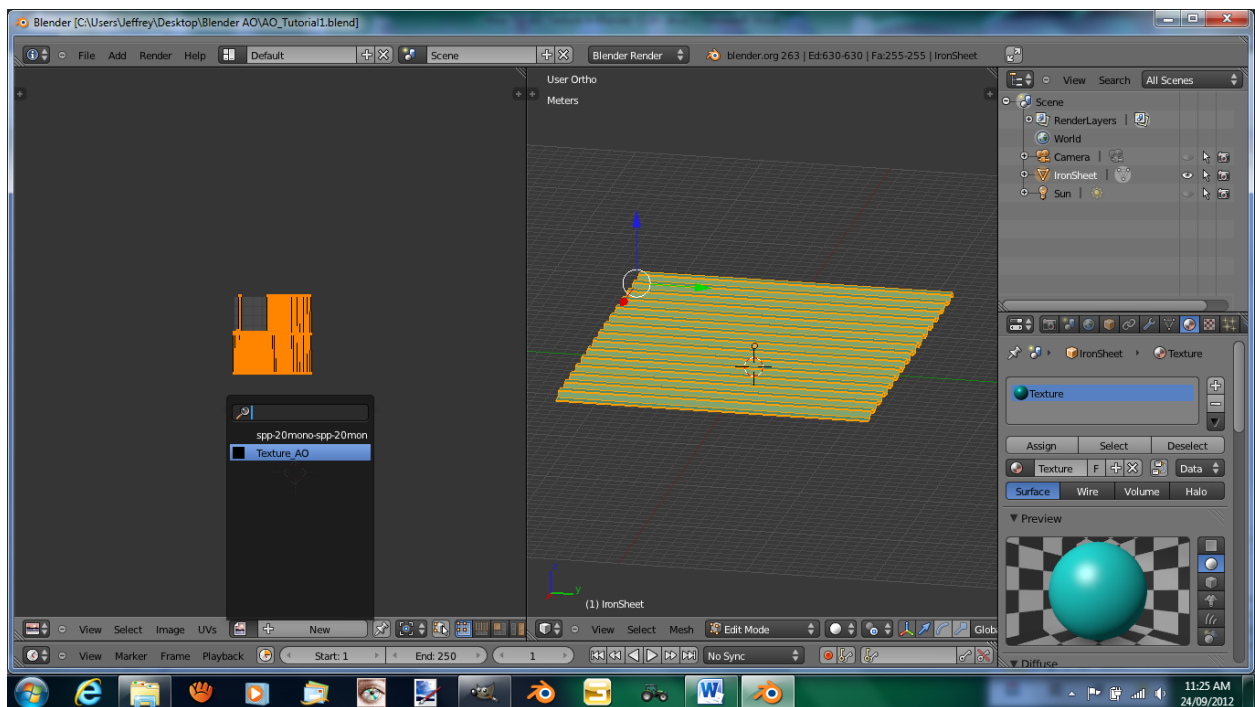 Blender [C:\Users\Jeffrey\Desktop\Blender AO\AO_Tutorial1.blend]
File Add Render Help Default Scene Blender Render blender.org 263 | Ed:630-630 | Fa:255-255 | IronSheet
User Ortho
Meters
View Search All Scenes
Scene
RenderLayers |
World
Camera |
IronSheet |
Sun |
IronSheet Texture
Texture
Assign Select Deselect
Texture F Data
Surface Wire Volume Halo
Preview
Diffuse
spp-20mono-spp-20mon
Texture_AO
z
y
(1) IronSheet
View Select Image UVs New
View Select Mesh Edit Mode Globa
View Marker Frame Playback Start: 1 End: 250 1 No Sync
11:25 AM
24/09/2012